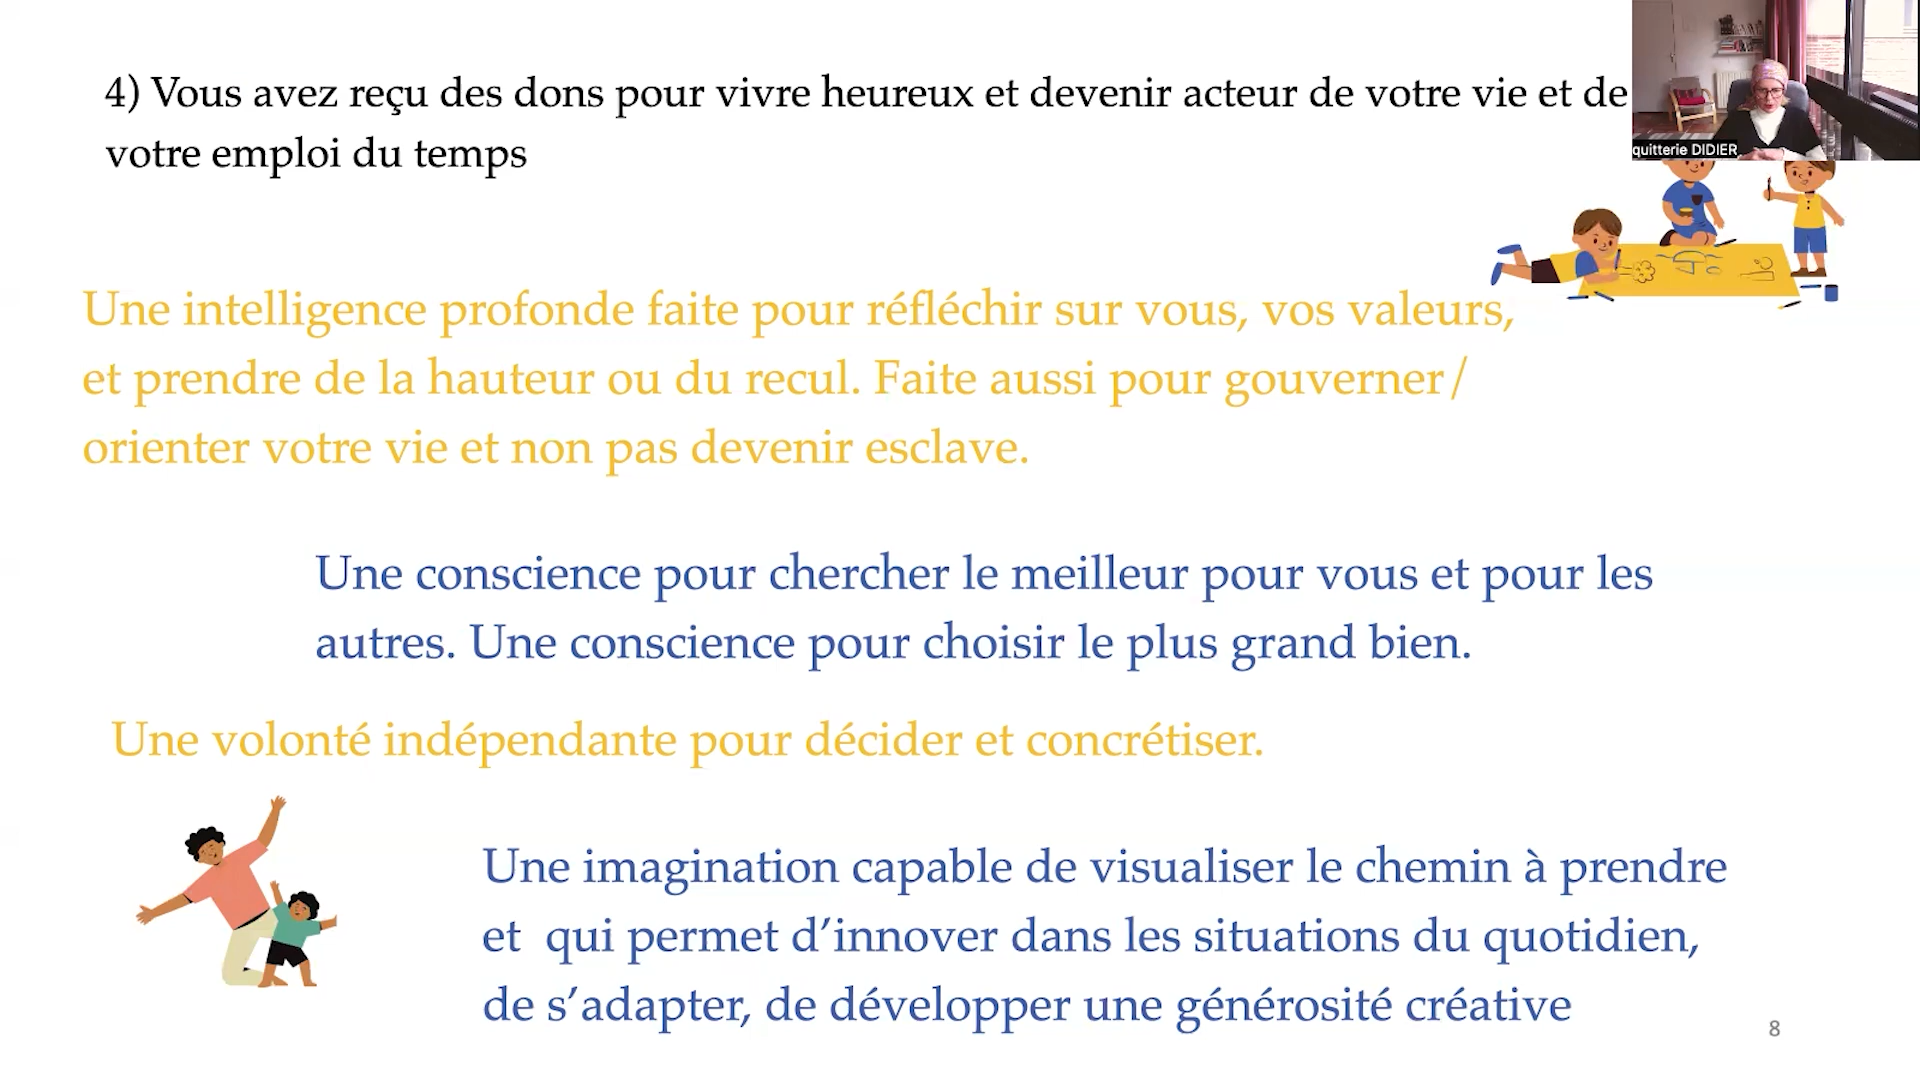 4) Vous avez reçu des dons pour vivre heureux et devenir acteur de votre vie et de
votre emploi du temps
quitterie DIDIER
Une intelligence profonde faite pour réfléchir sur vous, vos valeurs,
et prendre de la hauteur ou du recul. Faite aussi pour gouverner/
orienter votre vie et non pas devenir esclave.
Une conscience pour chercher le meilleur pour vous et pour les
autres. Une conscience pour choisir le plus grand bien.
Une volonté indépendante pour décider et concrétiser.
Une imagination capable de visualiser le chemin à prendre
et  qui permet d’innover dans les situations du quotidien,
de s’adapter, de développer une générosité créative
8